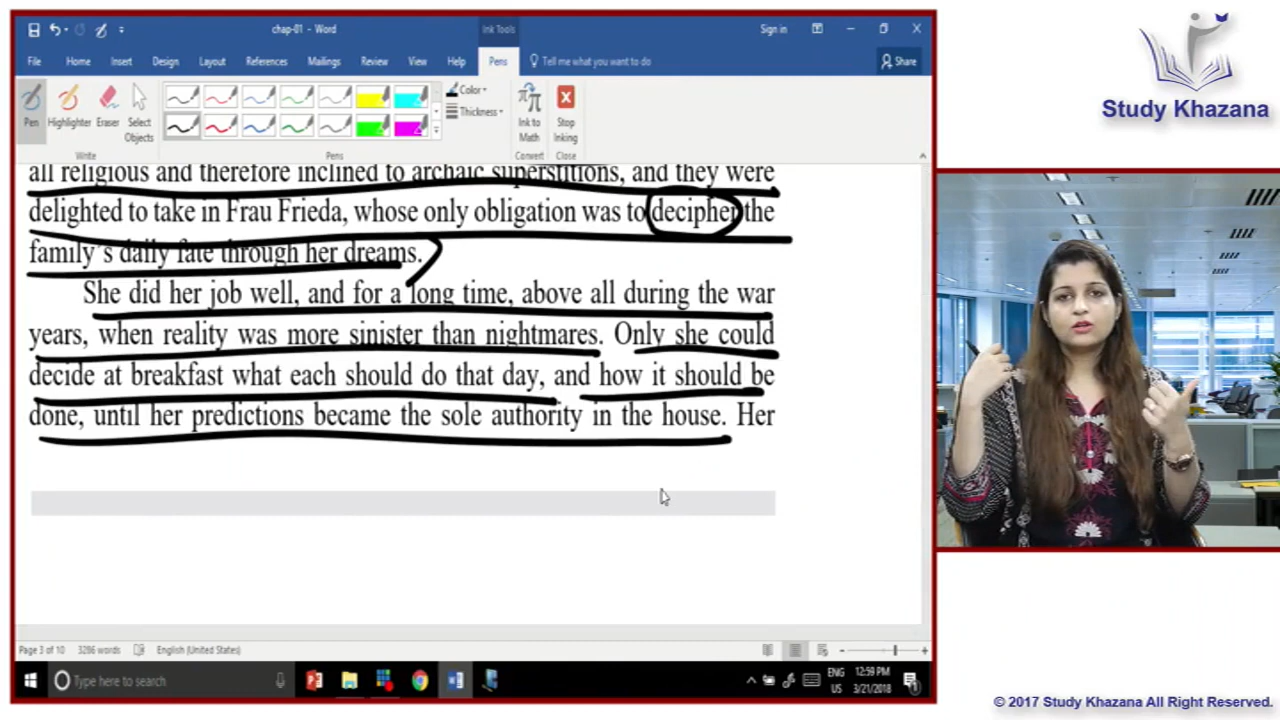 chap-01 - Word
Ink Tools
Sign in
File Home Insert Design Layout References Mailings Review View Help Pens Tell me what you want to do Share
Pen Highlighter Eraser Select Objects
Color
Thickness
Ink to Math
Stop Inking
Write Pens Convert Close
all religious and therefore inclined to archaic superstitions, and they were
delighted to take in Frau Frieda, whose only obligation was to decipher the
family's daily fate through her dreams.
She did her job well, and for a long time, above all during the war
years, when reality was more sinister than nightmares. Only she could
decide at breakfast what each should do that day, and how it should be
done, until her predictions became the sole authority in the house. Her
Page 3 of 10 3286 words English (United States)
Type here to search
ENG
US
12:59 PM
3/21/2018
Study Khazana
© 2017 Study Khazana All Right Reserved.